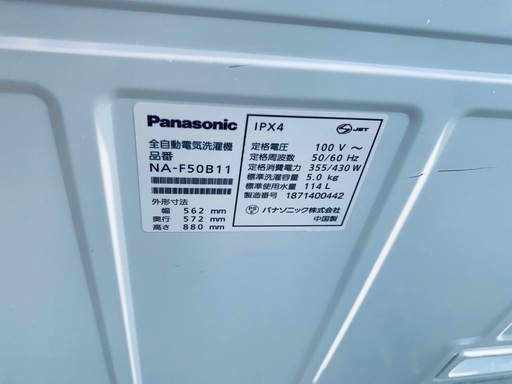 Panasonic
全自動電気洗濯機
品番
NA-F50B11
外形寸法
幅 562 mm
奥行 572 mm
高さ 880 mm
IPX4
JET
定格電圧 100 V ～
定格周波数 50/60 Hz
定格消費電力 355/430 W
標準洗濯容量 5.0 kg
標準使用水量 114 L
製造番号 1871400442
パナソニック株式会社
中国製